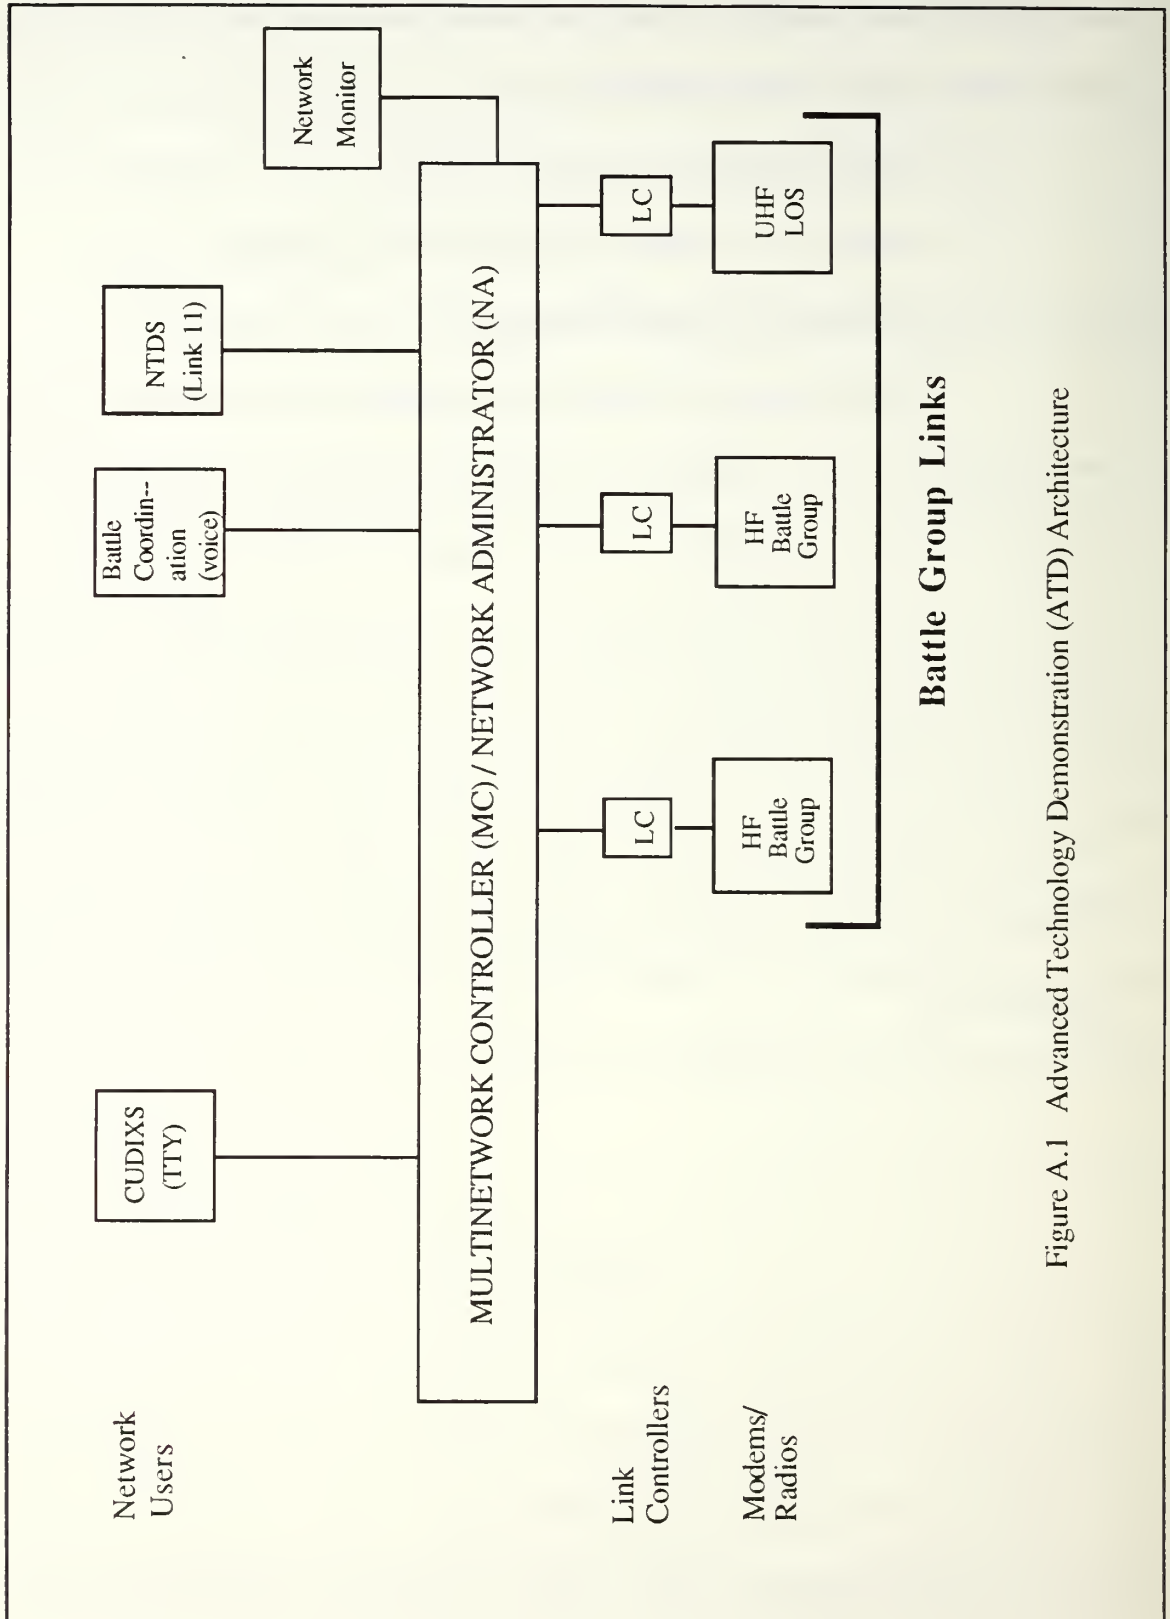 Network
Users
CUDIXS
(TTY)
Battle
Coordin--
ation
(voice)
NTDS
(Link 11)
Network
Monitor
MULTINETWORK CONTROLLER (MC) / NETWORK ADMINISTRATOR (NA)
Link
Controllers
LC
LC
LC
Modems/
Radios
HF
Battle
Group
HF
Battle
Group
UHF
LOS
Battle Group Links
Figure A.1 Advanced Technology Demonstration (ATD) Architecture